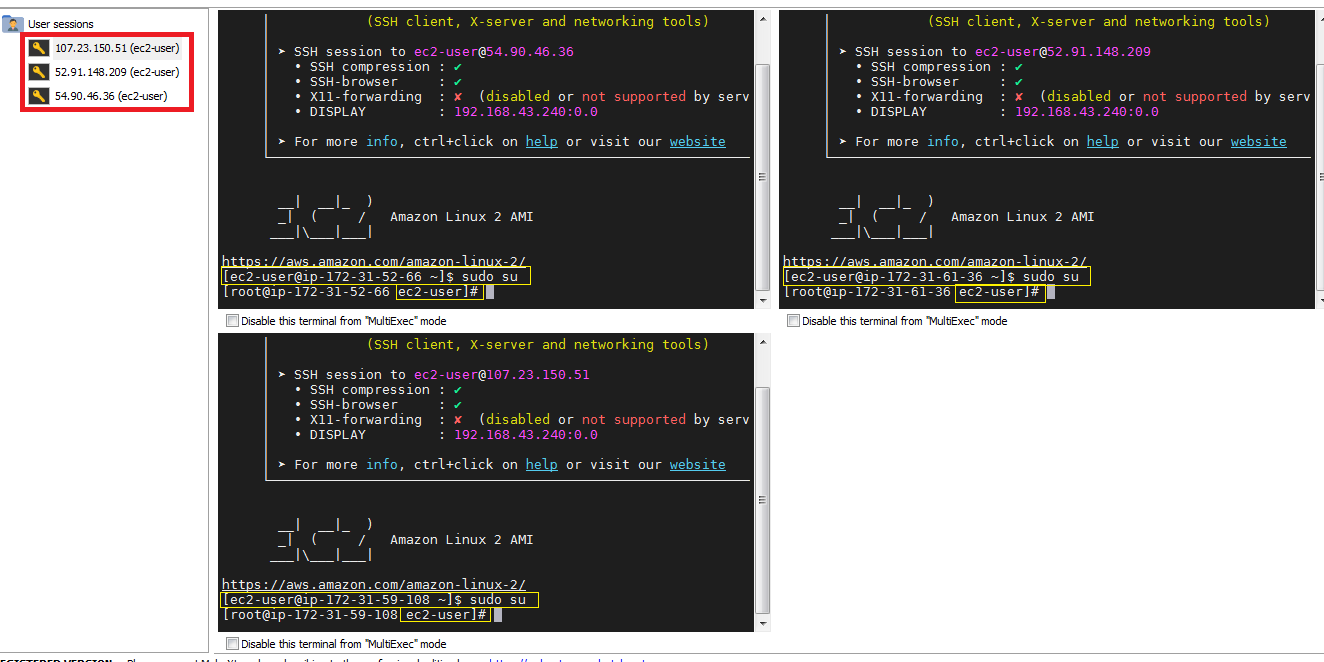 User sessions
107.23.150.51 (ec2-user)
52.91.148.209 (ec2-user)
54.90.46.36 (ec2-user)
(SSH client, X-server and networking tools)
➤ SSH session to ec2-user@54.90.46.36
• SSH compression : ✔
• SSH-browser : ✔
• X11-forwarding : ✘ (disabled or not supported by serv
• DISPLAY : 192.168.43.240:0.0
➤ For more info, ctrl+click on help or visit our website
Amazon Linux 2 AMI
https://aws.amazon.com/amazon-linux-2/
[ec2-user@ip-172-31-52-66 ~]$ sudo su
[root@ip-172-31-52-66 ec2-user]#
Disable this terminal from "MultiExec" mode
(SSH client, X-server and networking tools)
➤ SSH session to ec2-user@52.91.148.209
• SSH compression : ✔
• SSH-browser : ✔
• X11-forwarding : ✘ (disabled or not supported by serv
• DISPLAY : 192.168.43.240:0.0
➤ For more info, ctrl+click on help or visit our website
Amazon Linux 2 AMI
https://aws.amazon.com/amazon-linux-2/
[ec2-user@ip-172-31-61-36 ~]$ sudo su
[root@ip-172-31-61-36 ec2-user]#
Disable this terminal from "MultiExec" mode
(SSH client, X-server and networking tools)
➤ SSH session to ec2-user@107.23.150.51
• SSH compression : ✔
• SSH-browser : ✔
• X11-forwarding : ✘ (disabled or not supported by serv
• DISPLAY : 192.168.43.240:0.0
➤ For more info, ctrl+click on help or visit our website
Amazon Linux 2 AMI
https://aws.amazon.com/amazon-linux-2/
[ec2-user@ip-172-31-59-108 ~]$ sudo su
[root@ip-172-31-59-108 ec2-user]#
Disable this terminal from "MultiExec" mode